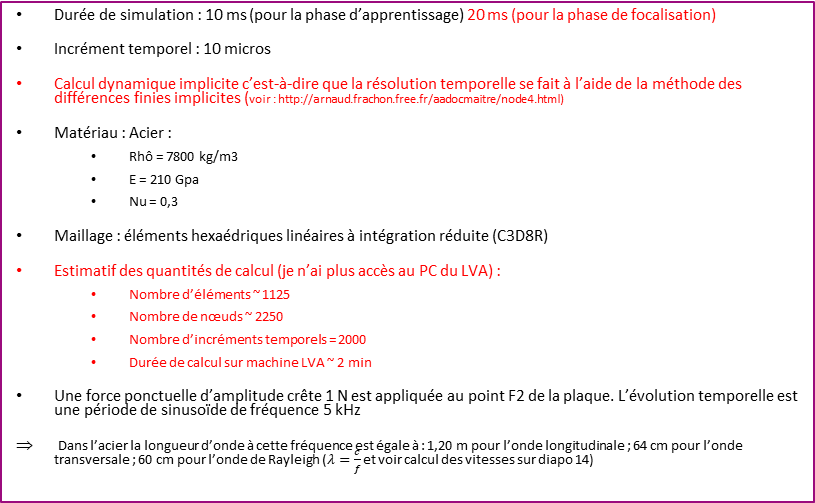 • Durée de simulation : 10 ms (pour la phase d'apprentissage) 20 ms (pour la phase de focalisation)
• Incrément temporel : 10 micros
• Calcul dynamique implicite c'est-à-dire que la résolution temporelle se fait à l'aide de la méthode des
différences finies implicites (voir : http://arnaud.frachon.free.fr/aadocmaitre/node4.html)
• Matériau : Acier :
• Rhô = 7800 kg/m3
• E = 210 Gpa
• Nu = 0,3
• Maillage : éléments hexaédriques linéaires à intégration réduite (C3D8R)
• Estimatif des quantités de calcul (je n'ai plus accès au PC du LVA) :
• Nombre d'éléments ~ 1125
• Nombre de nœuds ~ 2250
• Nombre d'incréments temporels = 2000
• Durée de calcul sur machine LVA ~ 2 min
• Une force ponctuelle d'amplitude crête 1 N est appliquée au point F2 de la plaque. L'évolution temporelle est
une période de sinusoïde de fréquence 5 kHz
⇒ Dans l'acier la longueur d'onde à cette fréquence est égale à : 1,20 m pour l'onde longitudinale ; 64 cm pour l'onde
transversale ; 60 cm pour l'onde de Rayleigh (λ = c/f et voir calcul des vitesses sur diapo 14)